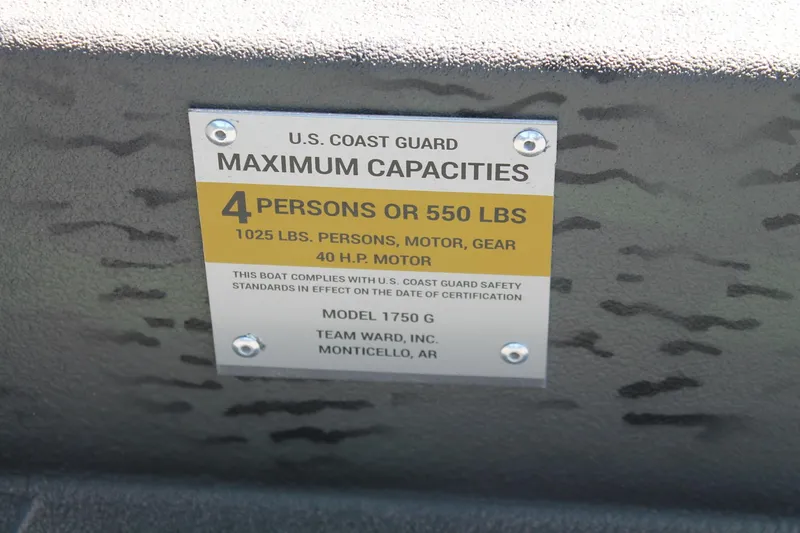 U.S. COAST GUARD
MAXIMUM CAPACITIES
4 PERSONS OR 550 LBS
1025 LBS. PERSONS, MOTOR, GEAR
40 H.P. MOTOR
THIS BOAT COMPLIES WITH U.S. COAST GUARD SAFETY
STANDARDS IN EFFECT ON THE DATE OF CERTIFICATION
MODEL 1750 G
TEAM WARD, INC.
MONTICELLO, AR